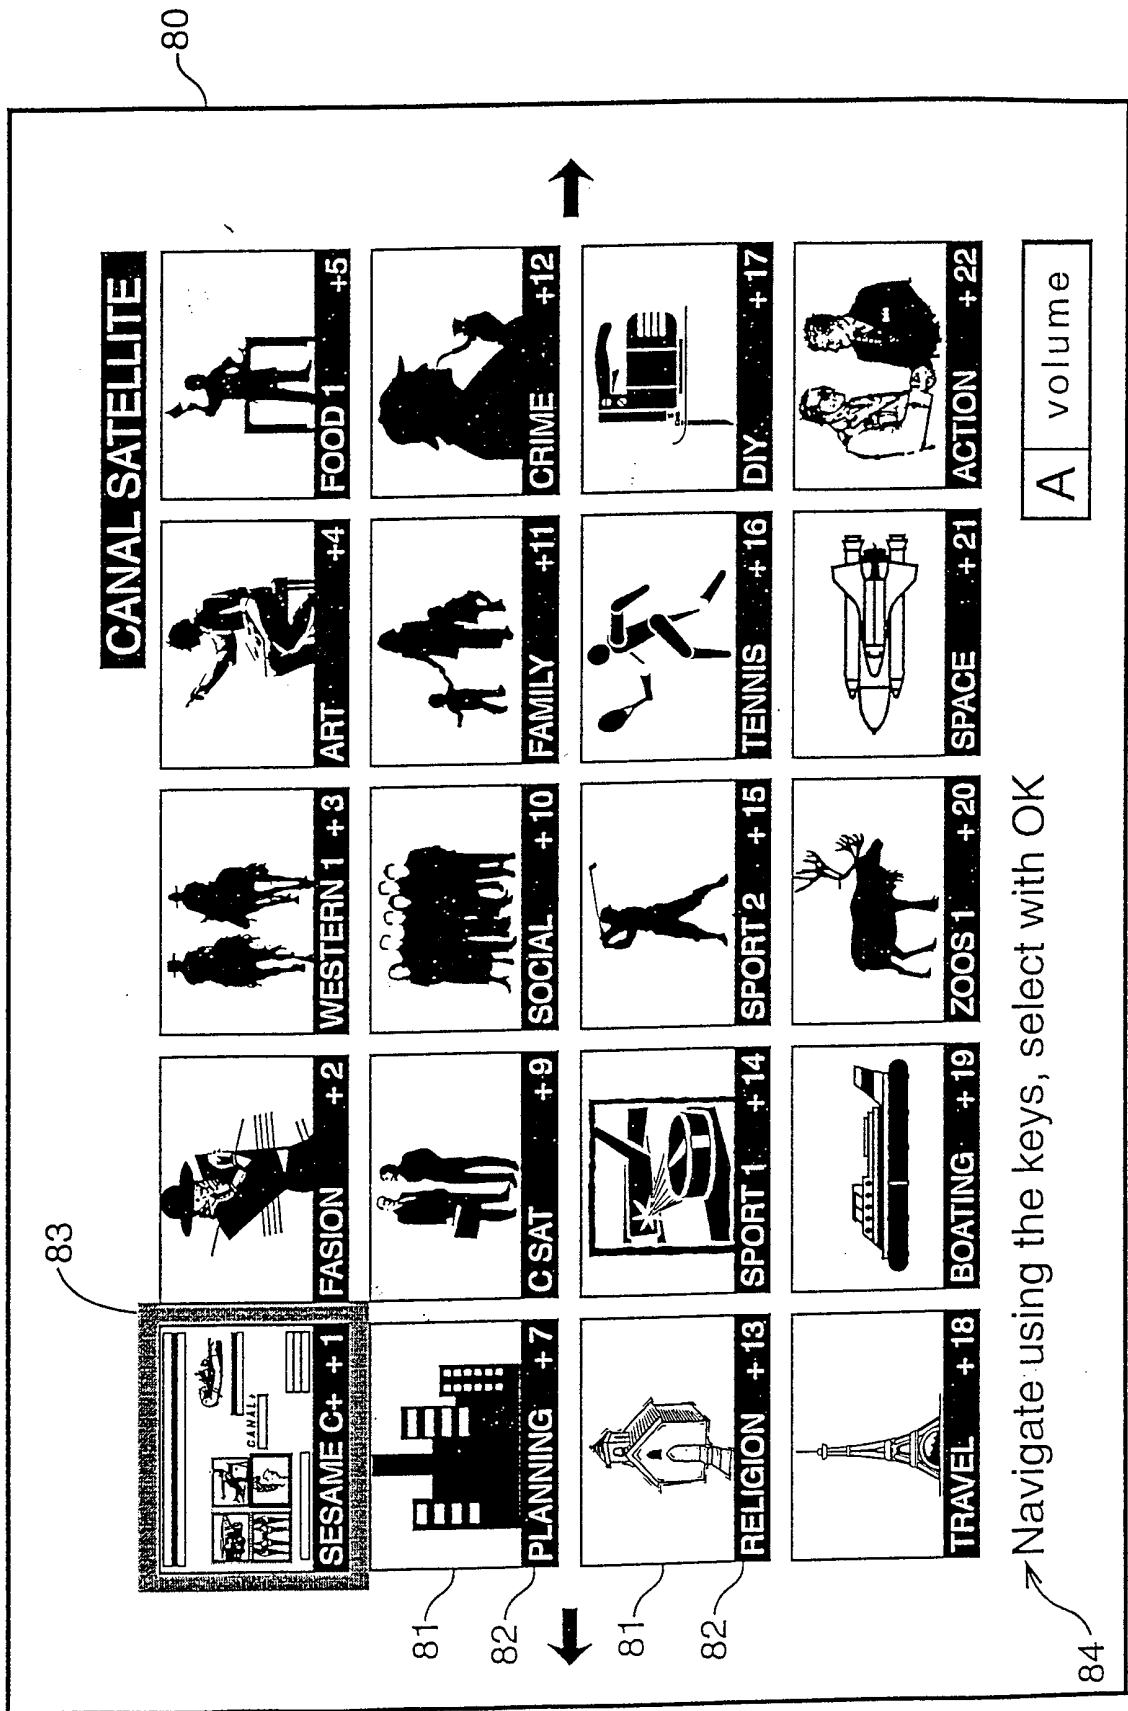 80
83
CANAL SATELLITE
SESAME C+ + 1
FASION + 2
WESTERN 1 + 3
ART +4
FOOD 1 +5
81
82
PLANNING + 7
C SAT + 9
SOCIAL + 10
FAMILY +11
CRIME +12
CANAL+
81
82
RELIGION + 13
SPORT 1 + 14
SPORT 2 + 15
TENNIS + 16
DIY + 17
TRAVEL + 18
BOATING + 19
ZOOS 1 + 20
SPACE + 21
ACTION + 22
84
Navigate using the keys, select with OK
A volume